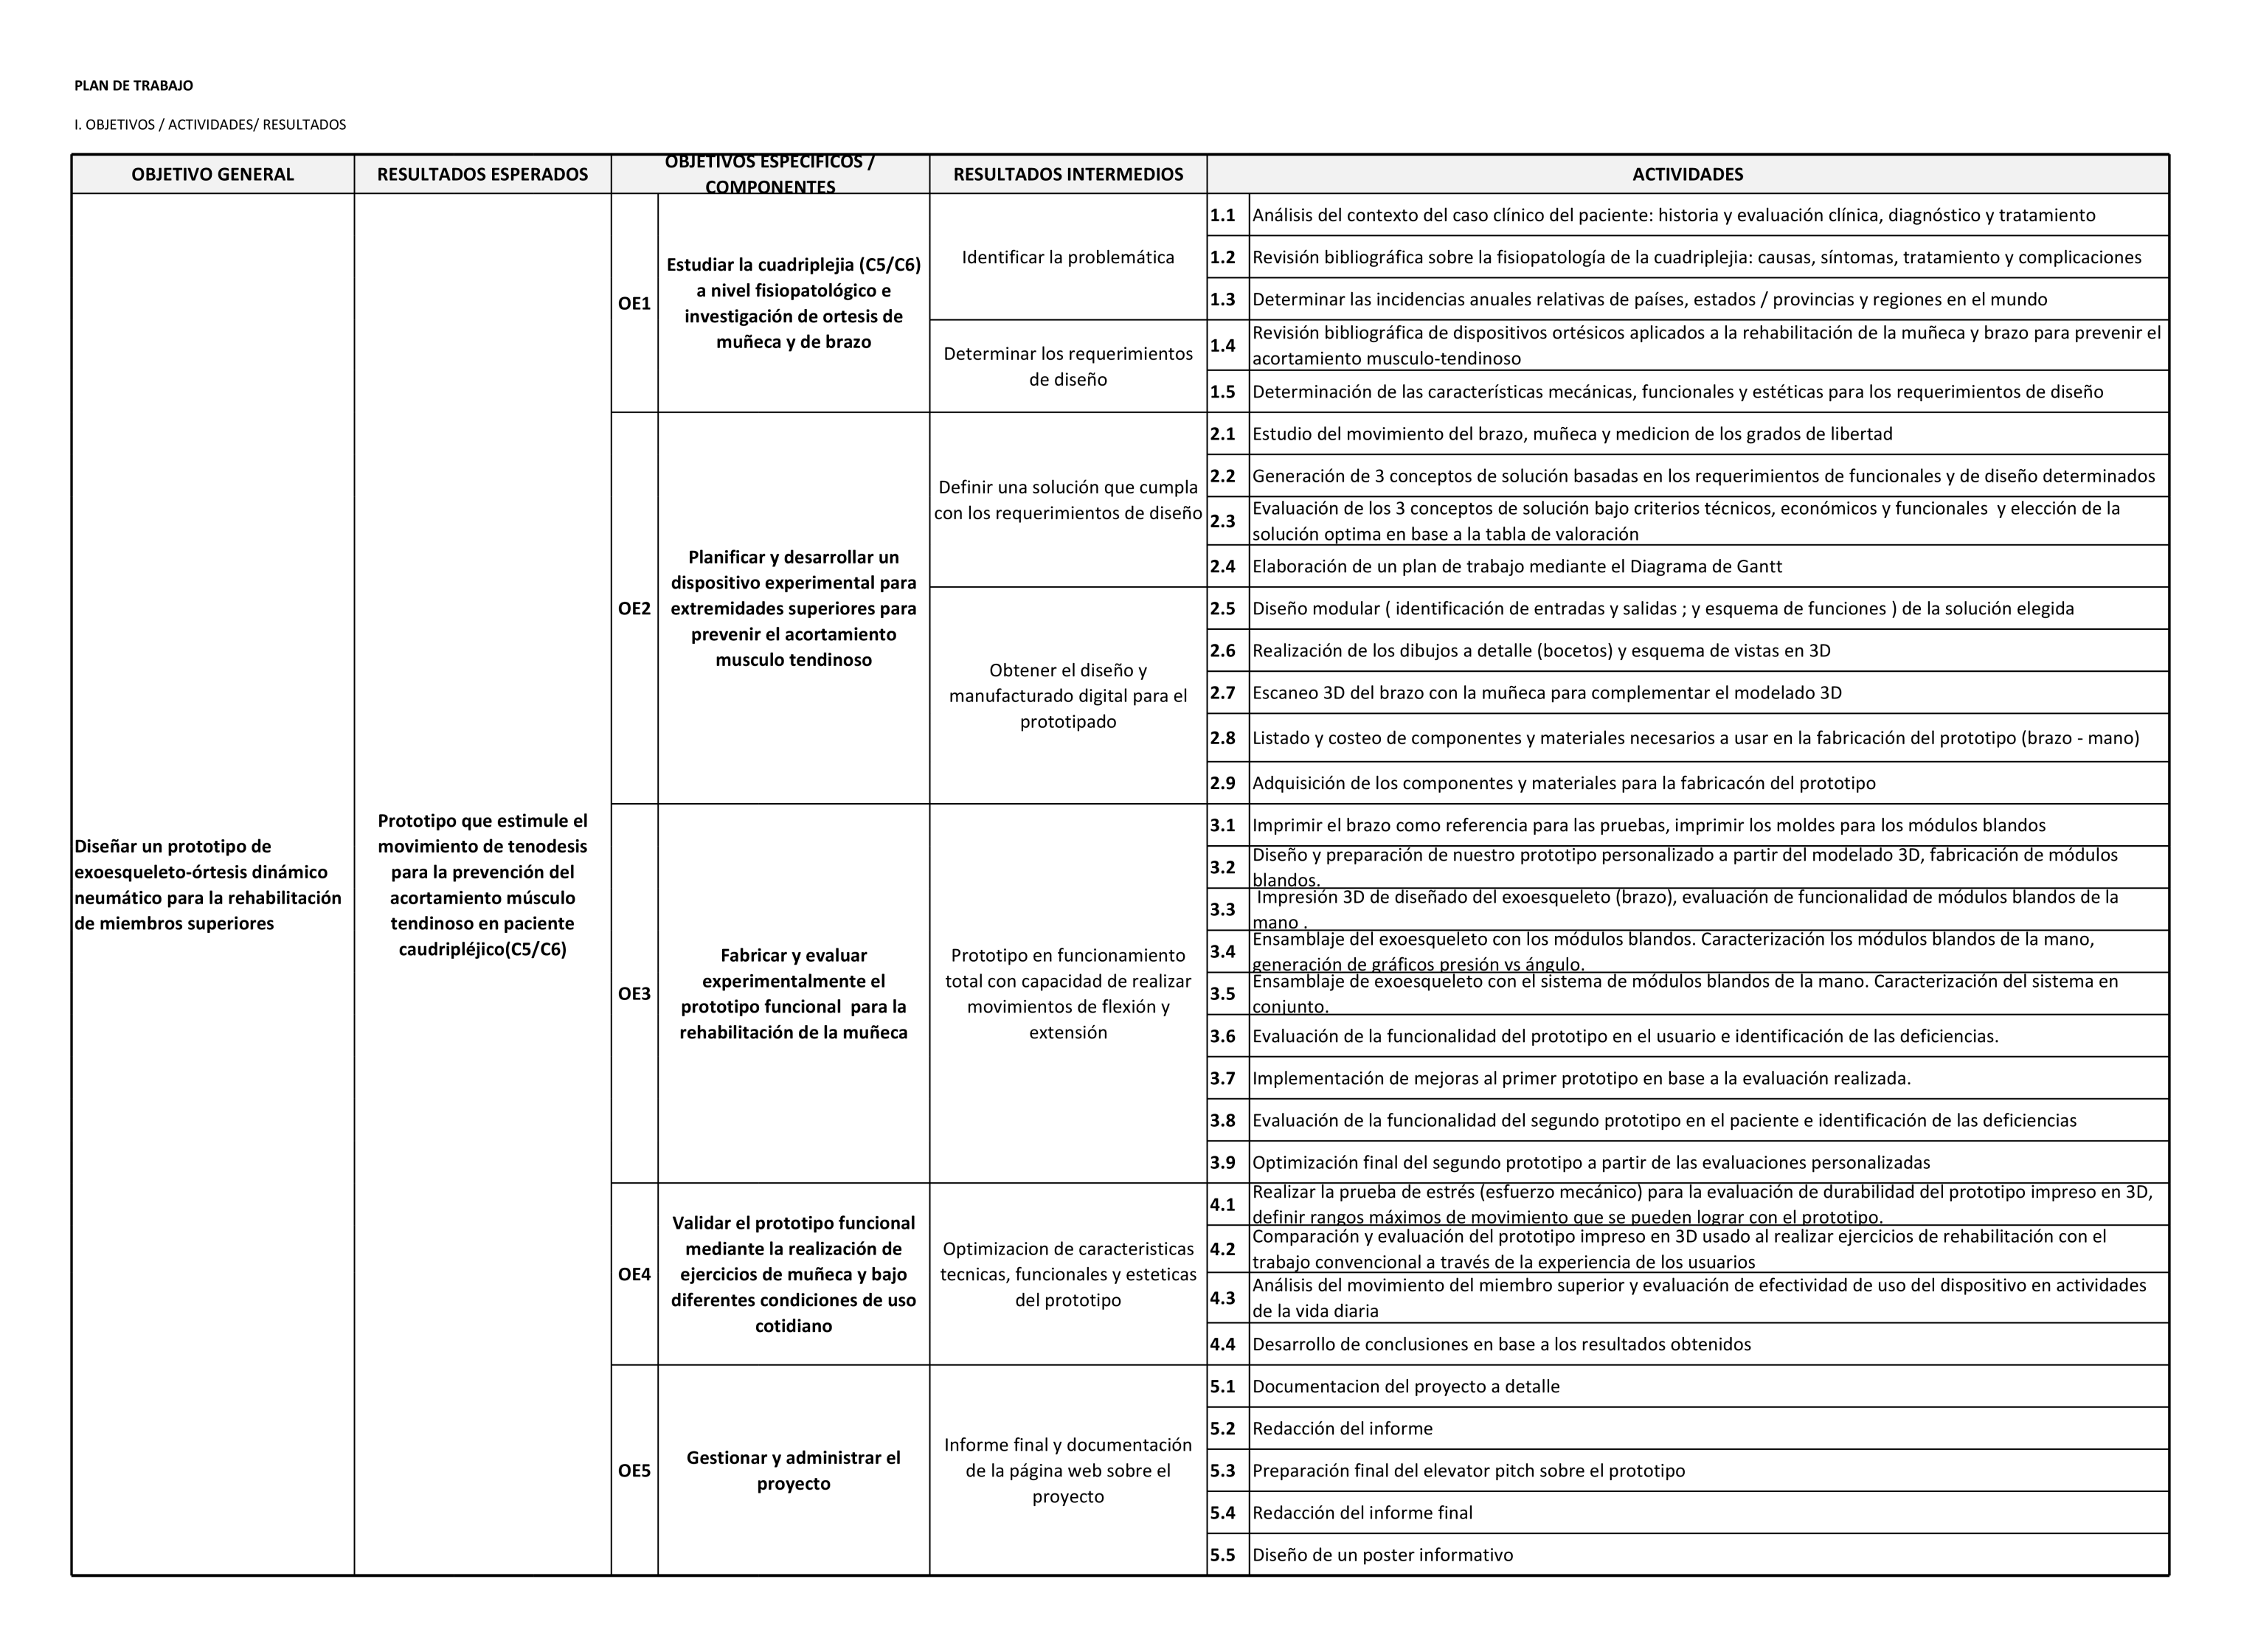 PLAN DE TRABAJO
I. OBJETIVOS / ACTIVIDADES/ RESULTADOS
OBJETIVO GENERAL
RESULTADOS ESPERADOS
OBJETIVOS ESPECÍFICOS /
COMPONENTES
RESULTADOS INTERMEDIOS
ACTIVIDADES
Diseñar un prototipo de
exoesqueleto-órtesis dinámico
neumático para la rehabilitación
de miembros superiores
Prototipo que estimule el
movimiento de tenodesis
para la prevención del
acortamiento músculo
tendinoso en paciente
caudripléjico(C5/C6)
OE1
Estudiar la cuadriplejia (C5/C6)
a nivel fisiopatológico e
investigación de ortesis de
muñeca y de brazo
Identificar la problemática
1.1 Análisis del contexto del caso clínico del paciente: historia y evaluación clínica, diagnóstico y tratamiento
1.2 Revisión bibliográfica sobre la fisiopatología de la cuadriplejia: causas, síntomas, tratamiento y complicaciones
1.3 Determinar las incidencias anuales relativas de países, estados / provincias y regiones en el mundo
Determinar los requerimientos
de diseño
1.4 Revisión bibliográfica de dispositivos ortésicos aplicados a la rehabilitación de la muñeca y brazo para prevenir el
acortamiento musculo-tendinoso
1.5 Determinación de las características mecánicas, funcionales y estéticas para los requerimientos de diseño
OE2
Planificar y desarrollar un
dispositivo experimental para
extremidades superiores para
prevenir el acortamiento
musculo tendinoso
Definir una solución que cumpla
con los requerimientos de diseño
2.1 Estudio del movimiento del brazo, muñeca y medicion de los grados de libertad
2.2 Generación de 3 conceptos de solución basadas en los requerimientos de funcionales y de diseño determinados
2.3 Evaluación de los 3 conceptos de solución bajo criterios técnicos, económicos y funcionales  y elección de la
solución optima en base a la tabla de valoración
2.4 Elaboración de un plan de trabajo mediante el Diagrama de Gantt
Obtener el diseño y
manufacturado digital para el
prototipado
2.5 Diseño modular ( identificación de entradas y salidas ; y esquema de funciones ) de la solución elegida
2.6 Realización de los dibujos a detalle (bocetos) y esquema de vistas en 3D
2.7 Escaneo 3D del brazo con la muñeca para complementar el modelado 3D
2.8 Listado y costeo de componentes y materiales necesarios a usar en la fabricación del prototipo (brazo - mano)
2.9 Adquisición de los componentes y materiales para la fabricacón del prototipo
OE3
Fabricar y evaluar
experimentalmente el
prototipo funcional  para la
rehabilitación de la muñeca
Prototipo en funcionamiento
total con capacidad de realizar
movimientos de flexión y
extensión
3.1 Imprimir el brazo como referencia para las pruebas, imprimir los moldes para los módulos blandos
3.2 Diseño y preparación de nuestro prototipo personalizado a partir del modelado 3D, fabricación de módulos
blandos.
3.3 Impresión 3D de diseñado del exoesqueleto (brazo), evaluación de funcionalidad de módulos blandos de la
mano .
3.4 Ensamblaje del exoesqueleto con los módulos blandos. Caracterización los módulos blandos de la mano,
generación de gráficos presión vs ángulo.
3.5 Ensamblaje de exoesqueleto con el sistema de módulos blandos de la mano. Caracterización del sistema en
conjunto.
3.6 Evaluación de la funcionalidad del prototipo en el usuario e identificación de las deficiencias.
3.7 Implementación de mejoras al primer prototipo en base a la evaluación realizada.
3.8 Evaluación de la funcionalidad del segundo prototipo en el paciente e identificación de las deficiencias
3.9 Optimización final del segundo prototipo a partir de las evaluaciones personalizadas
OE4
Validar el prototipo funcional
mediante la realización de
ejercicios de muñeca y bajo
diferentes condiciones de uso
cotidiano
Optimizacion de caracteristicas
tecnicas, funcionales y esteticas
del prototipo
4.1 Realizar la prueba de estrés (esfuerzo mecánico) para la evaluación de durabilidad del prototipo impreso en 3D,
definir rangos máximos de movimiento que se pueden lograr con el prototipo.
4.2 Comparación y evaluación del prototipo impreso en 3D usado al realizar ejercicios de rehabilitación con el
trabajo convencional a través de la experiencia de los usuarios
4.3 Análisis del movimiento del miembro superior y evaluación de efectividad de uso del dispositivo en actividades
de la vida diaria
4.4 Desarrollo de conclusiones en base a los resultados obtenidos
OE5
Gestionar y administrar el
proyecto
Informe final y documentación
de la página web sobre el
proyecto
5.1 Documentacion del proyecto a detalle
5.2 Redacción del informe
5.3 Preparación final del elevator pitch sobre el prototipo
5.4 Redacción del informe final
5.5 Diseño de un poster informativo